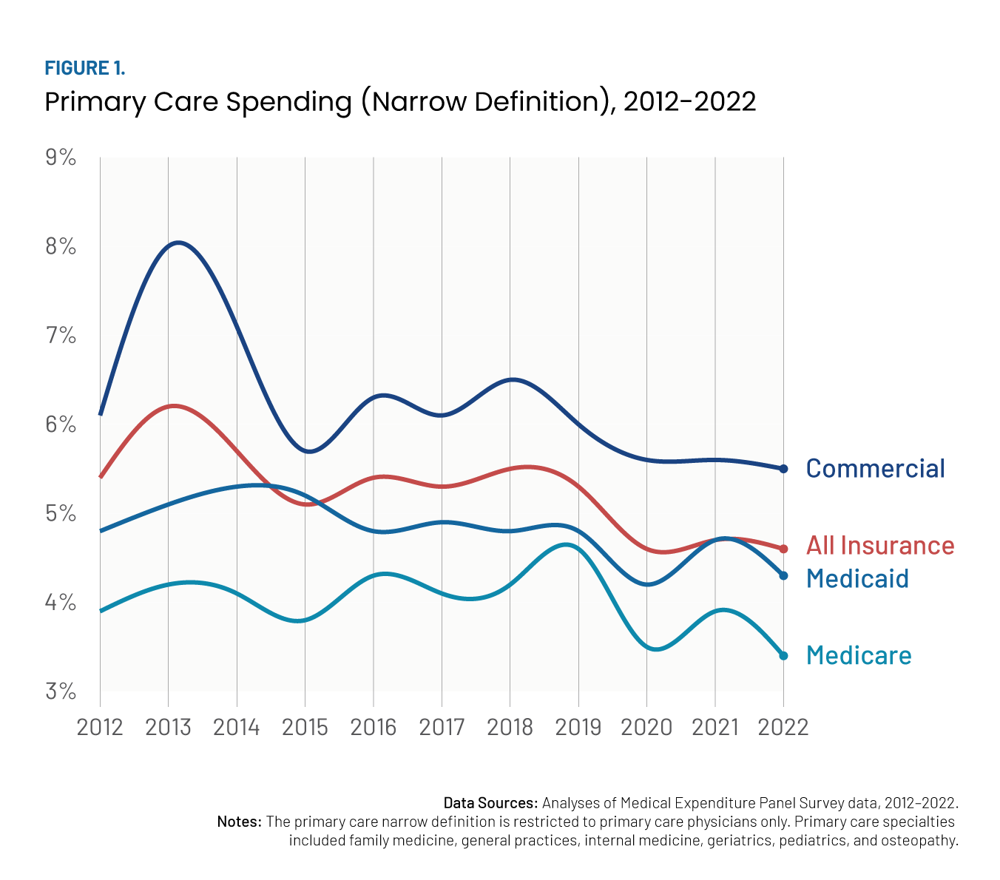 FIGURE 1.
Primary Care Spending (Narrow Definition), 2012-2022
9%
8%
7%
6%
5%
4%
3%
Commercial
All Insurance
Medicaid
Medicare
2012 2013 2014 2015 2016 2017 2018 2019 2020 2021 2022
Data Sources: Analyses of Medical Expenditure Panel Survey data, 2012–2022.
Notes: The primary care narrow definition is restricted to primary care physicians only. Primary care specialties
included family medicine, general practices, internal medicine, geriatrics, pediatrics, and osteopathy.